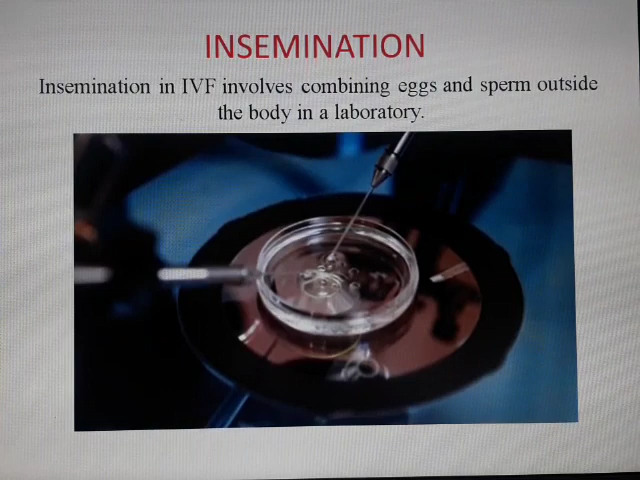 INSEMINATION
Insemination in IVF involves combining eggs and sperm outside
the body in a laboratory.